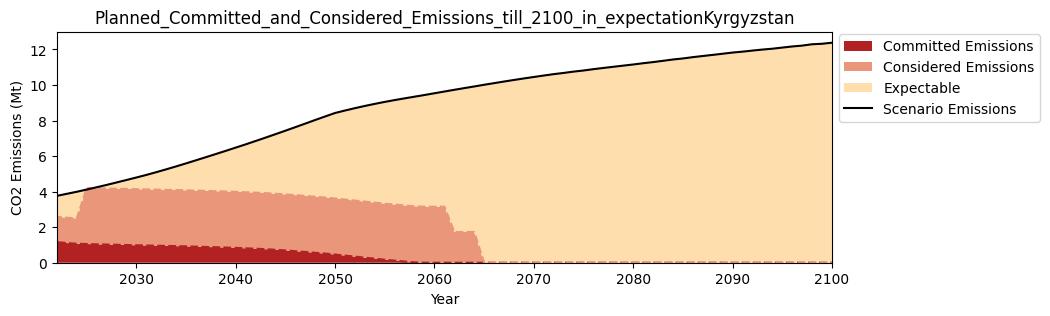 Planned_Committed_and_Considered_Emissions_till_2100_in_expectationKyrgyzstan
CO2 Emissions (Mt)
12
10
8
6
4
2
0
2030
2040
2050
2060
2070
2080
2090
2100
Year
Committed Emissions
Considered Emissions
Expectable
Scenario Emissions